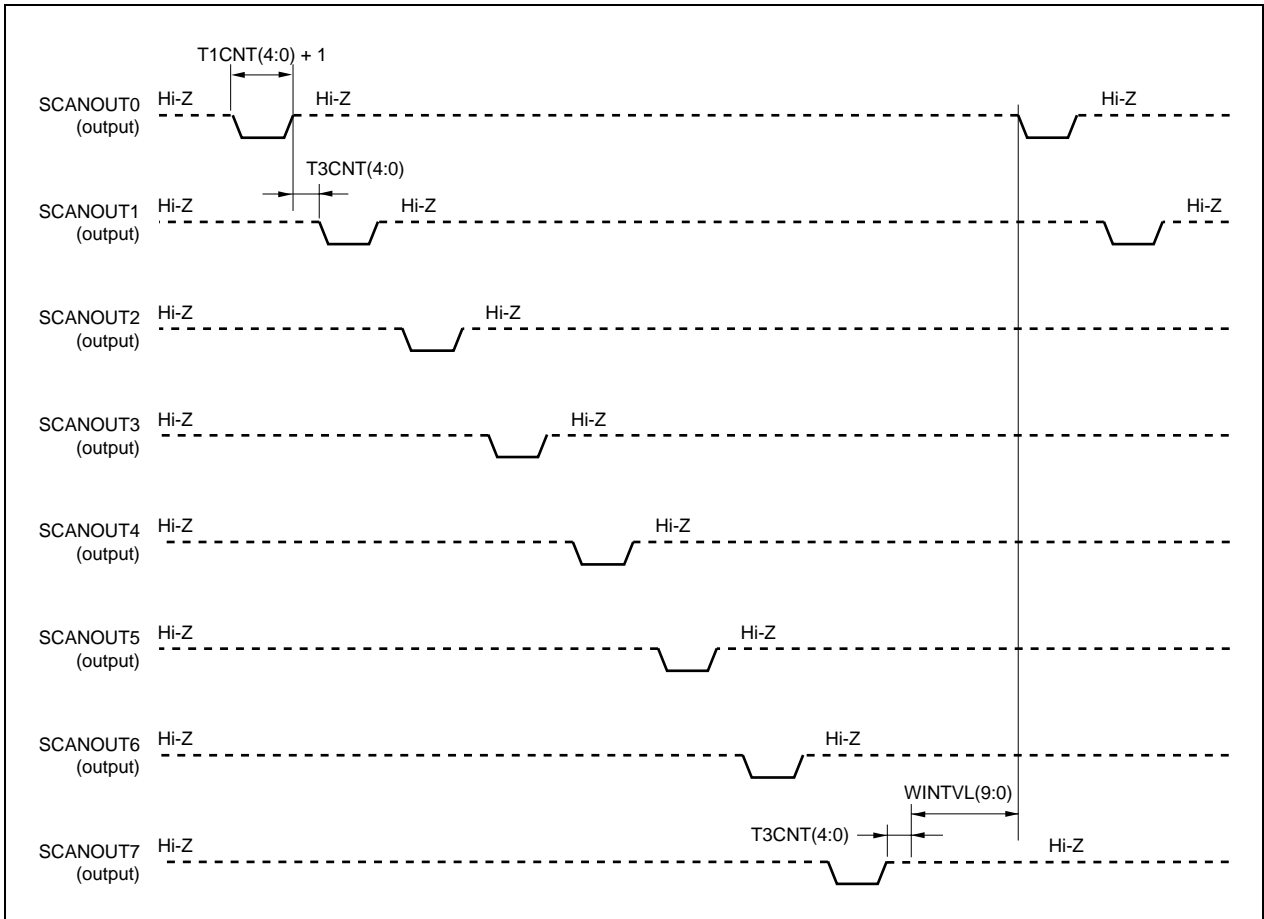 T1CNT(4:0) + 1
SCANOUT0 Hi-Z Hi-Z Hi-Z
(output)
T3CNT(4:0)
SCANOUT1 Hi-Z Hi-Z Hi-Z
(output)
SCANOUT2 Hi-Z Hi-Z
(output)
SCANOUT3 Hi-Z Hi-Z
(output)
SCANOUT4 Hi-Z Hi-Z
(output)
SCANOUT5 Hi-Z Hi-Z
(output)
SCANOUT6 Hi-Z Hi-Z
(output)
WINTVL(9:0)
T3CNT(4:0)
SCANOUT7 Hi-Z Hi-Z
(output)